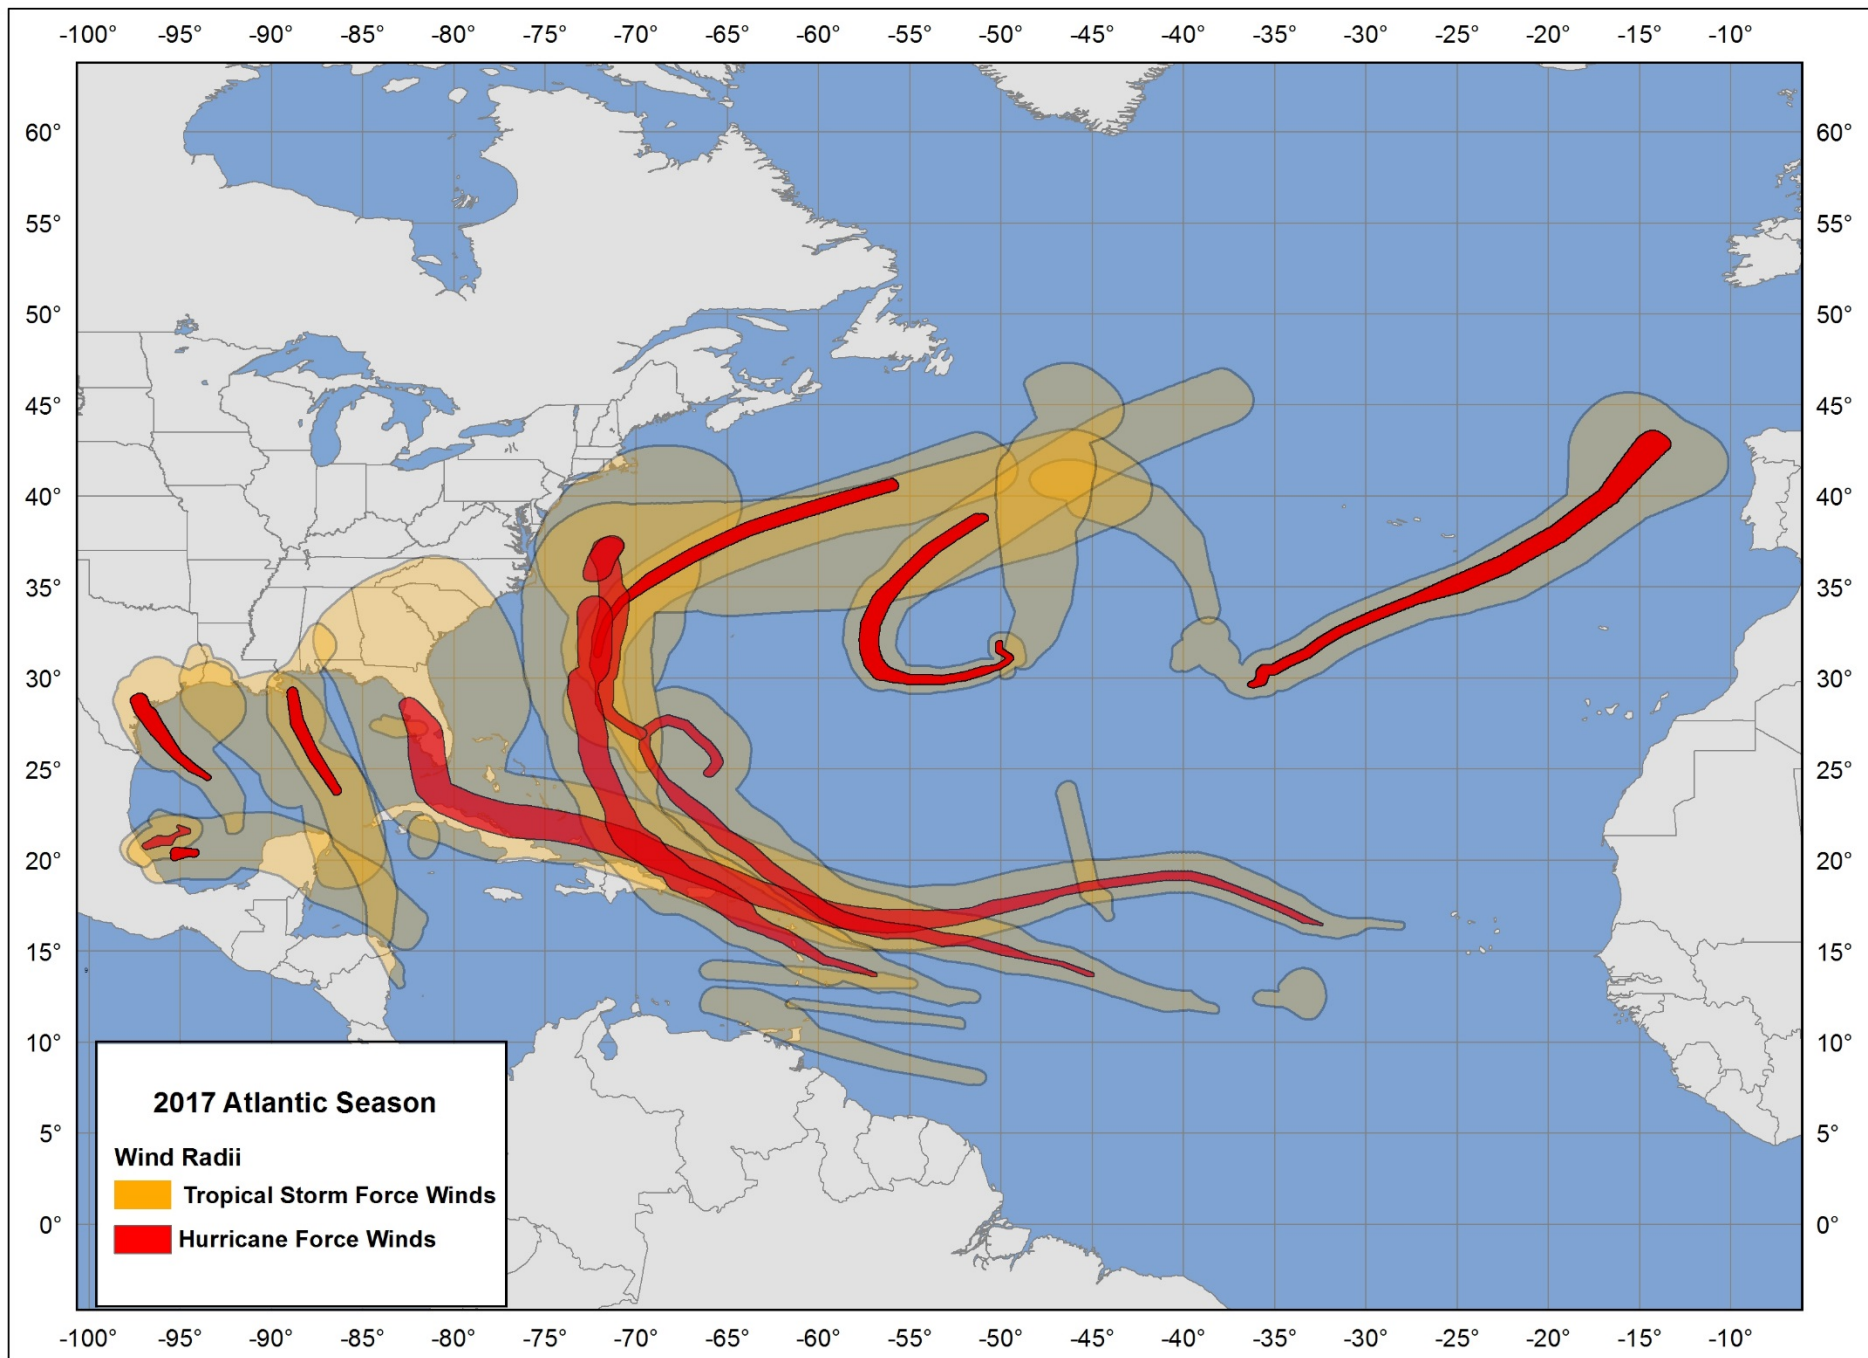 -100° -95° -90° -85° -80° -75° -70° -65° -60° -55° -50° -45° -40° -35° -30° -25° -20° -15° -10°
60° 60°
55° 55°
50° 50°
45° 45°
40° 40°
35° 35°
30° 30°
25° 25°
20° 20°
15° 15°
10° 10°
5° 5°
0° 0°
2017 Atlantic Season
Wind Radii
Tropical Storm Force Winds
Hurricane Force Winds
-100° -95° -90° -85° -80° -75° -70° -65° -60° -55° -50° -45° -40° -35° -30° -25° -20° -15° -10°